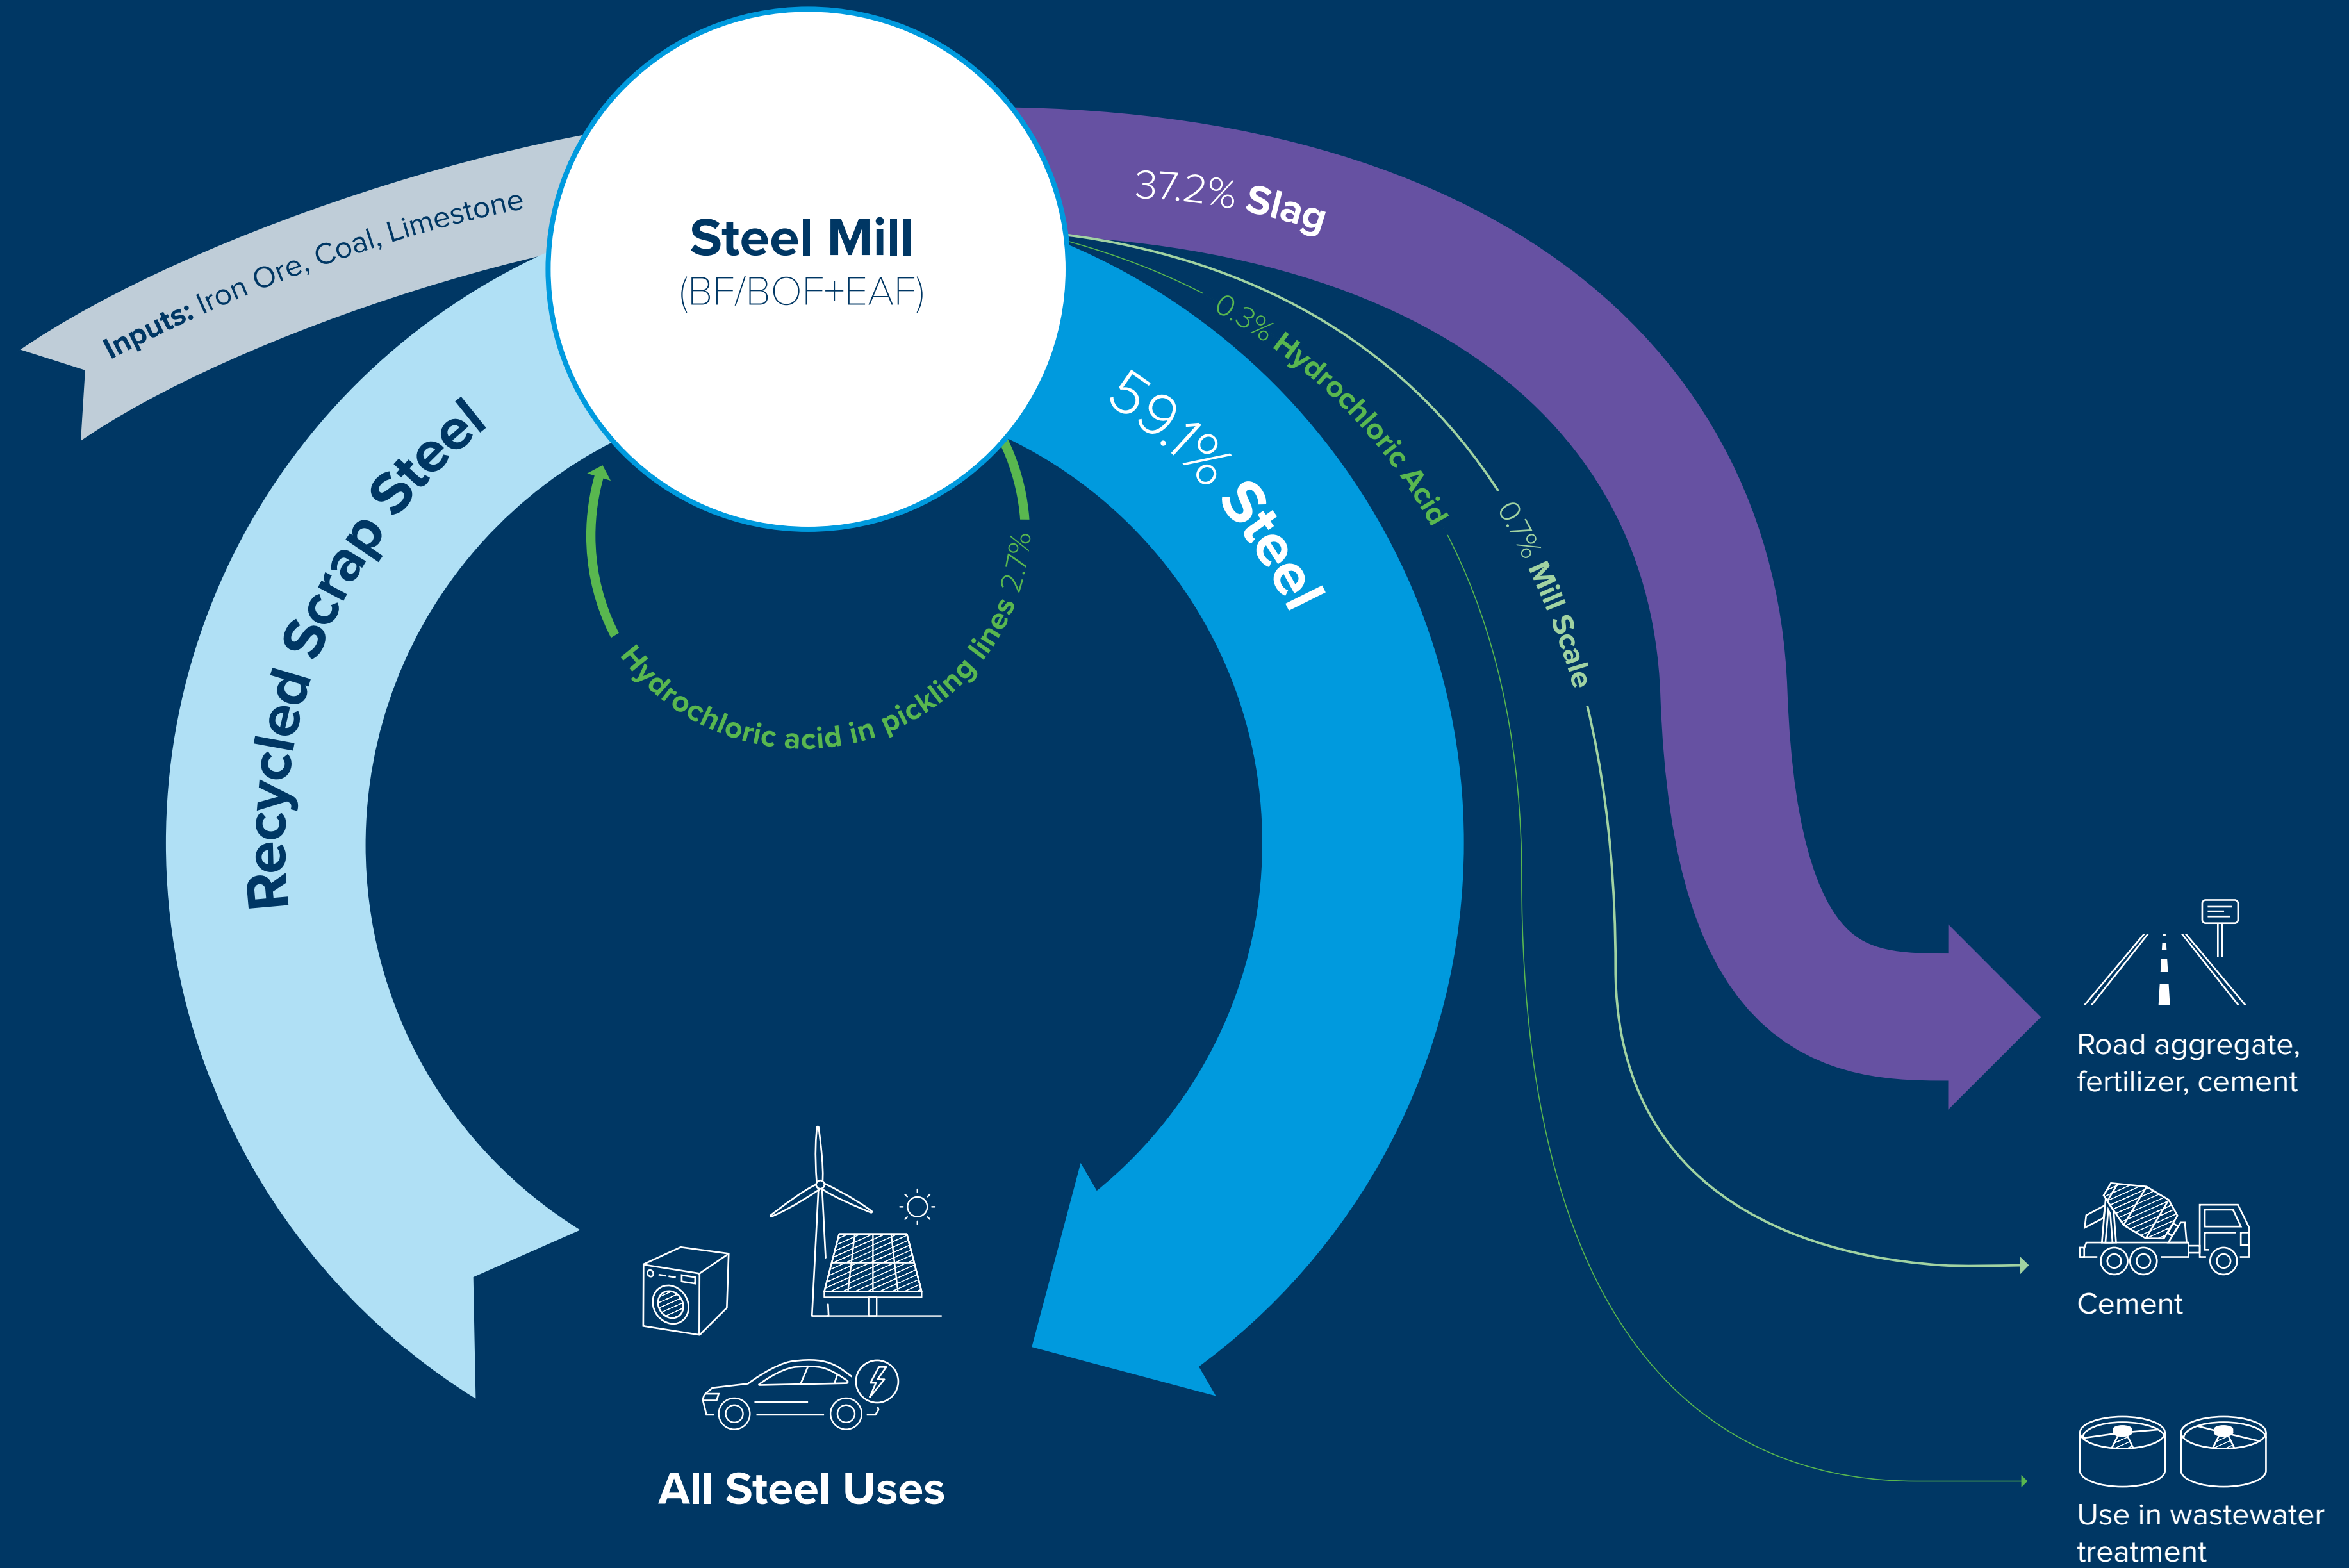 Steel Mill
(BF/BOF+EAF)
Inputs: Iron Ore, Coal, Limestone
Recycled Scrap Steel
37.2% Slag
0.3% Hydrochloric Acid
0.7% Mill Scale
59.1% Steel
Hydrochloric acid in pickling lines 2.7%
Road aggregate,
fertilizer, cement
Cement
Use in wastewater
treatment
All Steel Uses